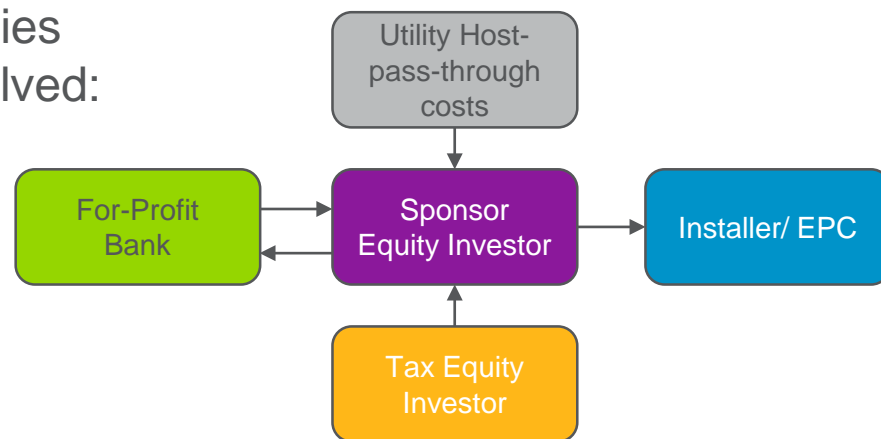 ies
lved:
Utility Host-
pass-through
costs
For-Profit
Bank
Sponsor
Equity Investor
Installer/ EPC
Tax Equity
Investor